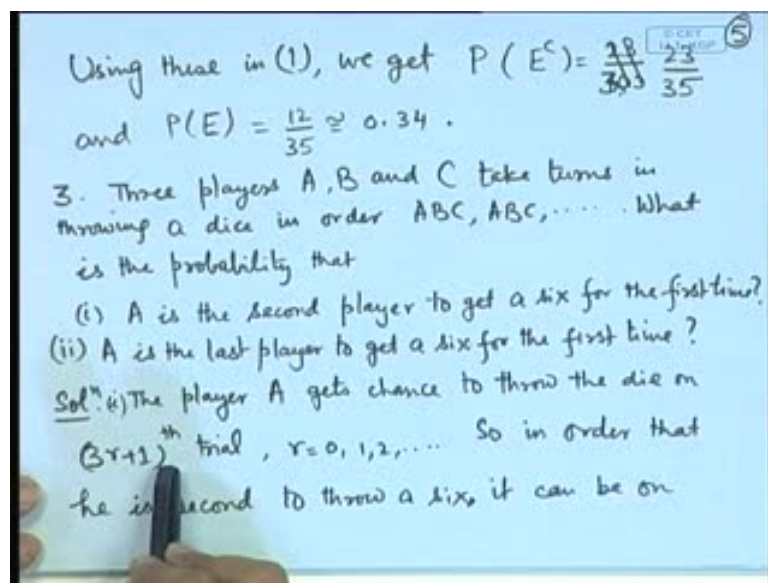 5
Using these in (1), we get P(E^c) = 23/35
and P(E) = 12/35 ≅ 0.34 .
3. Three players A, B and C take turns in
throwing a dice in order ABC, ABC, ..... What
is the probability that
(i) A is the second player to get a six for the first time?
(ii) A is the last player to get a six for the first time?
Solⁿ: (i) The player A gets chance to throw the die on
(3r+1)^th trial, r=0, 1, 2, .... So in order that
he is second to throw a six, it can be on